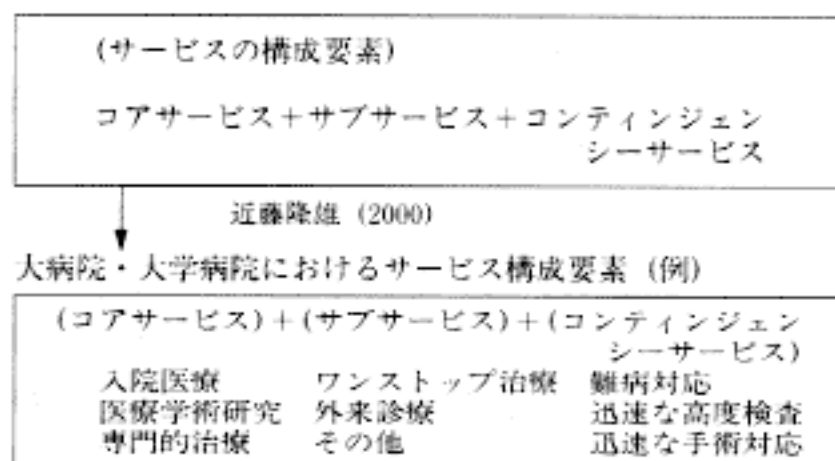 (サービスの構成要素)
コアサービス＋サブサービス＋コンティンジェン
シーサービス
近藤隆雄 (2000)
大病院・大学病院におけるサービス構成要素 (例)
(コアサービス)＋(サブサービス)＋(コンティンジェン
シーサービス)
入院医療　ワンストップ治療　難病対応
医療学術研究　外来診療　迅速な高度検査
専門的治療　その他　迅速な手術対応